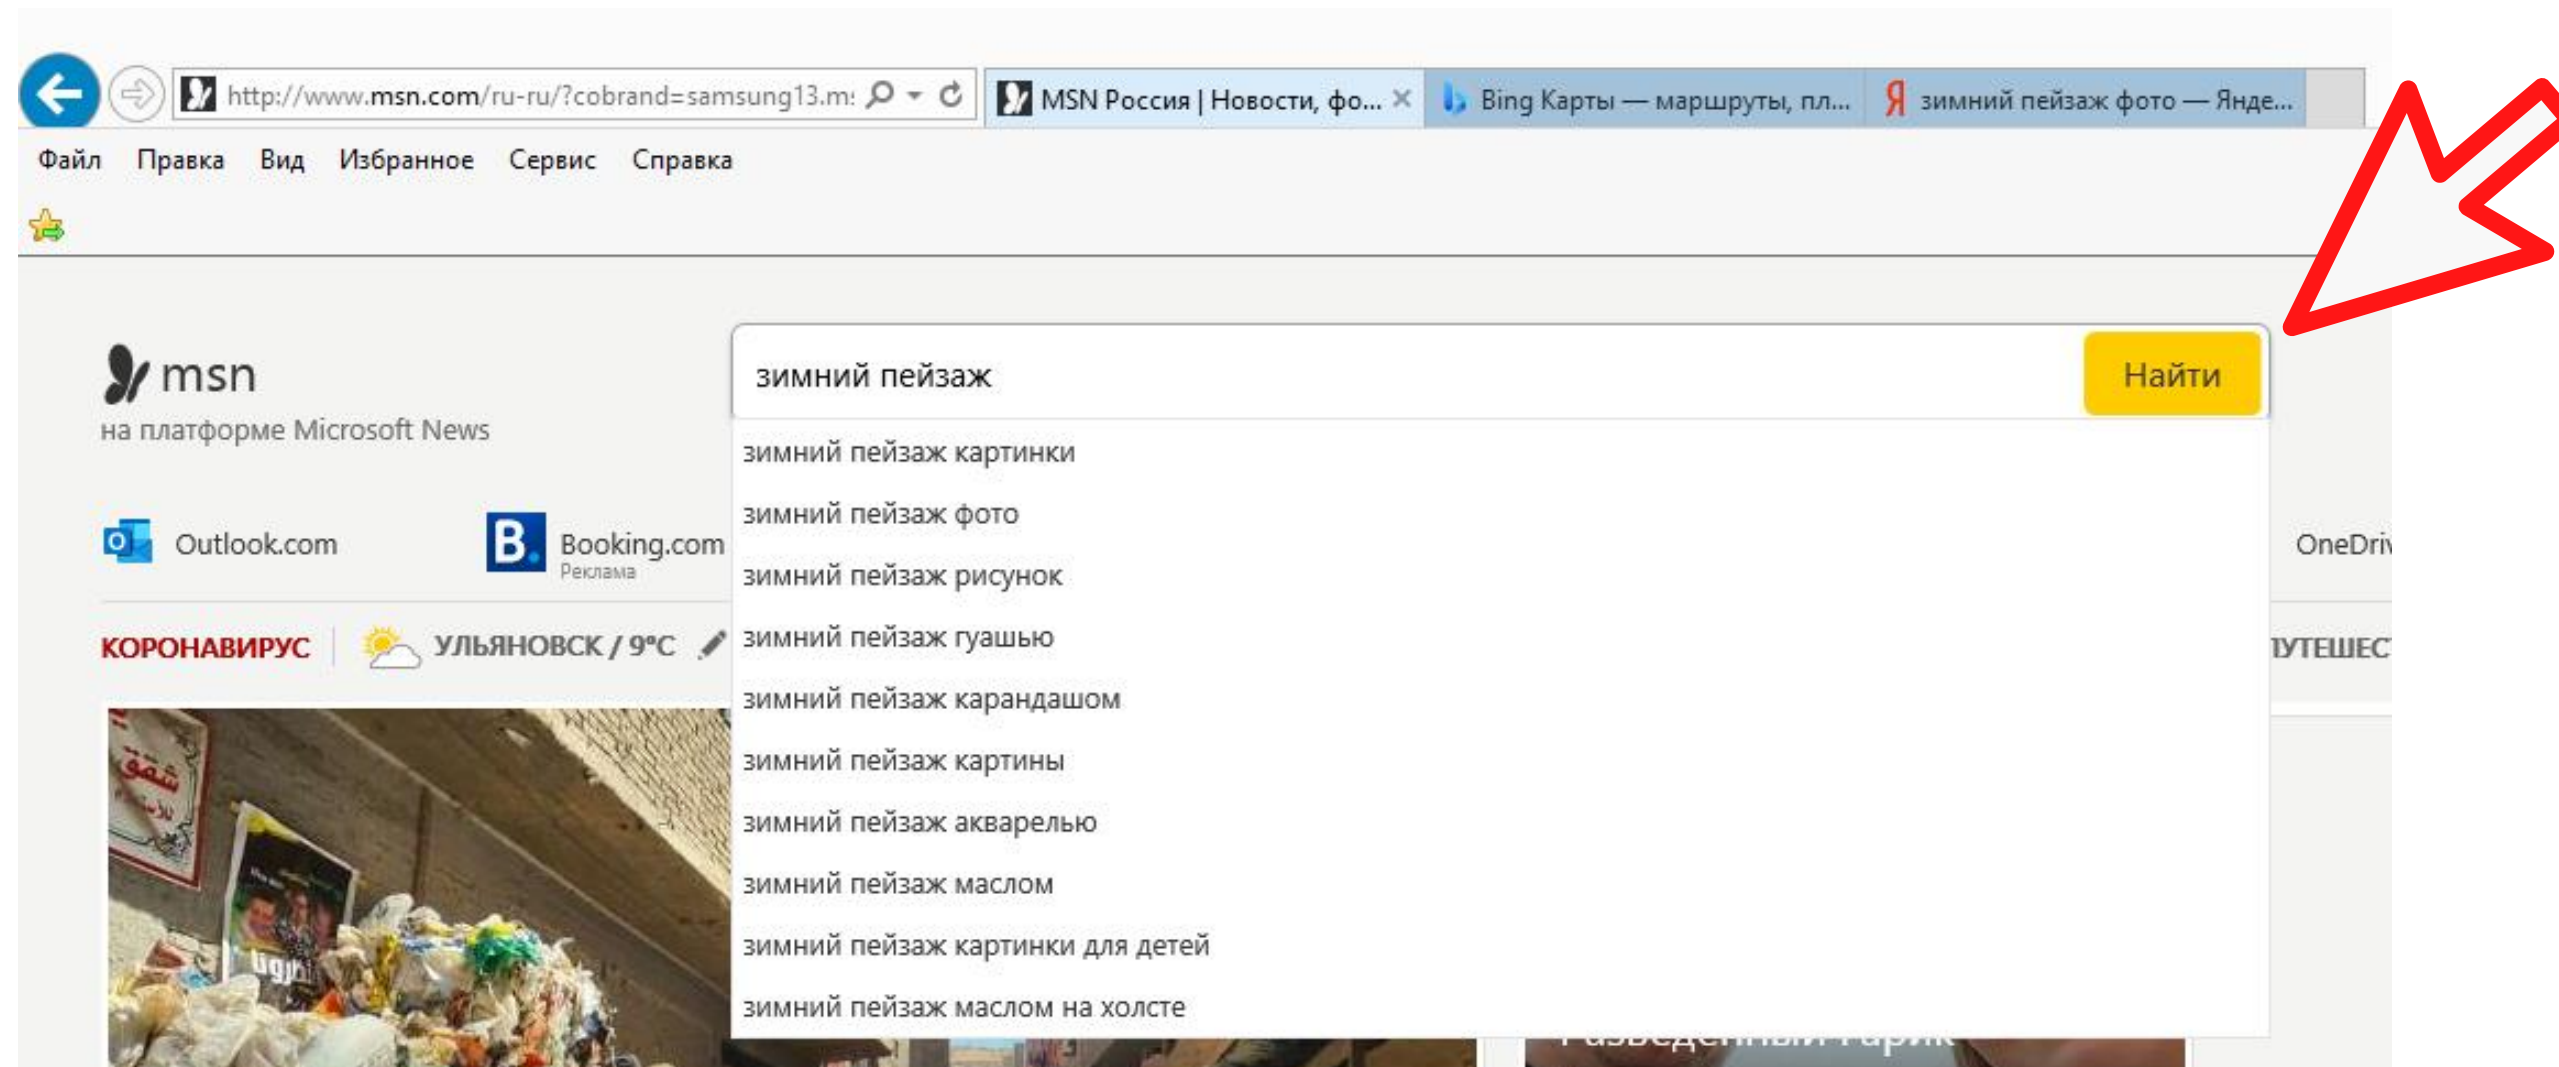 http://www.msn.com/ru-ru/?cobrand=samsung13.m
MSN Россия | Новости, фо...
Bing Карты — маршруты, пл...
Я зимний пейзаж фото — Янде...
Файл Правка Вид Избранное Сервис Справка
msn
на платформе Microsoft News
зимний пейзаж
Найти
зимний пейзаж картинки
зимний пейзаж фото
зимний пейзаж рисунок
зимний пейзаж гуашью
зимний пейзаж карандашом
зимний пейзаж картины
зимний пейзаж акварелью
зимний пейзаж маслом
зимний пейзаж картинки для детей
зимний пейзаж маслом на холсте
Outlook.com
B. Booking.com
Реклама
OneDriv
КОРОНАВИРУС
УЛЬЯНОВСК / 9°C
ПУТЕШЕС
شقق